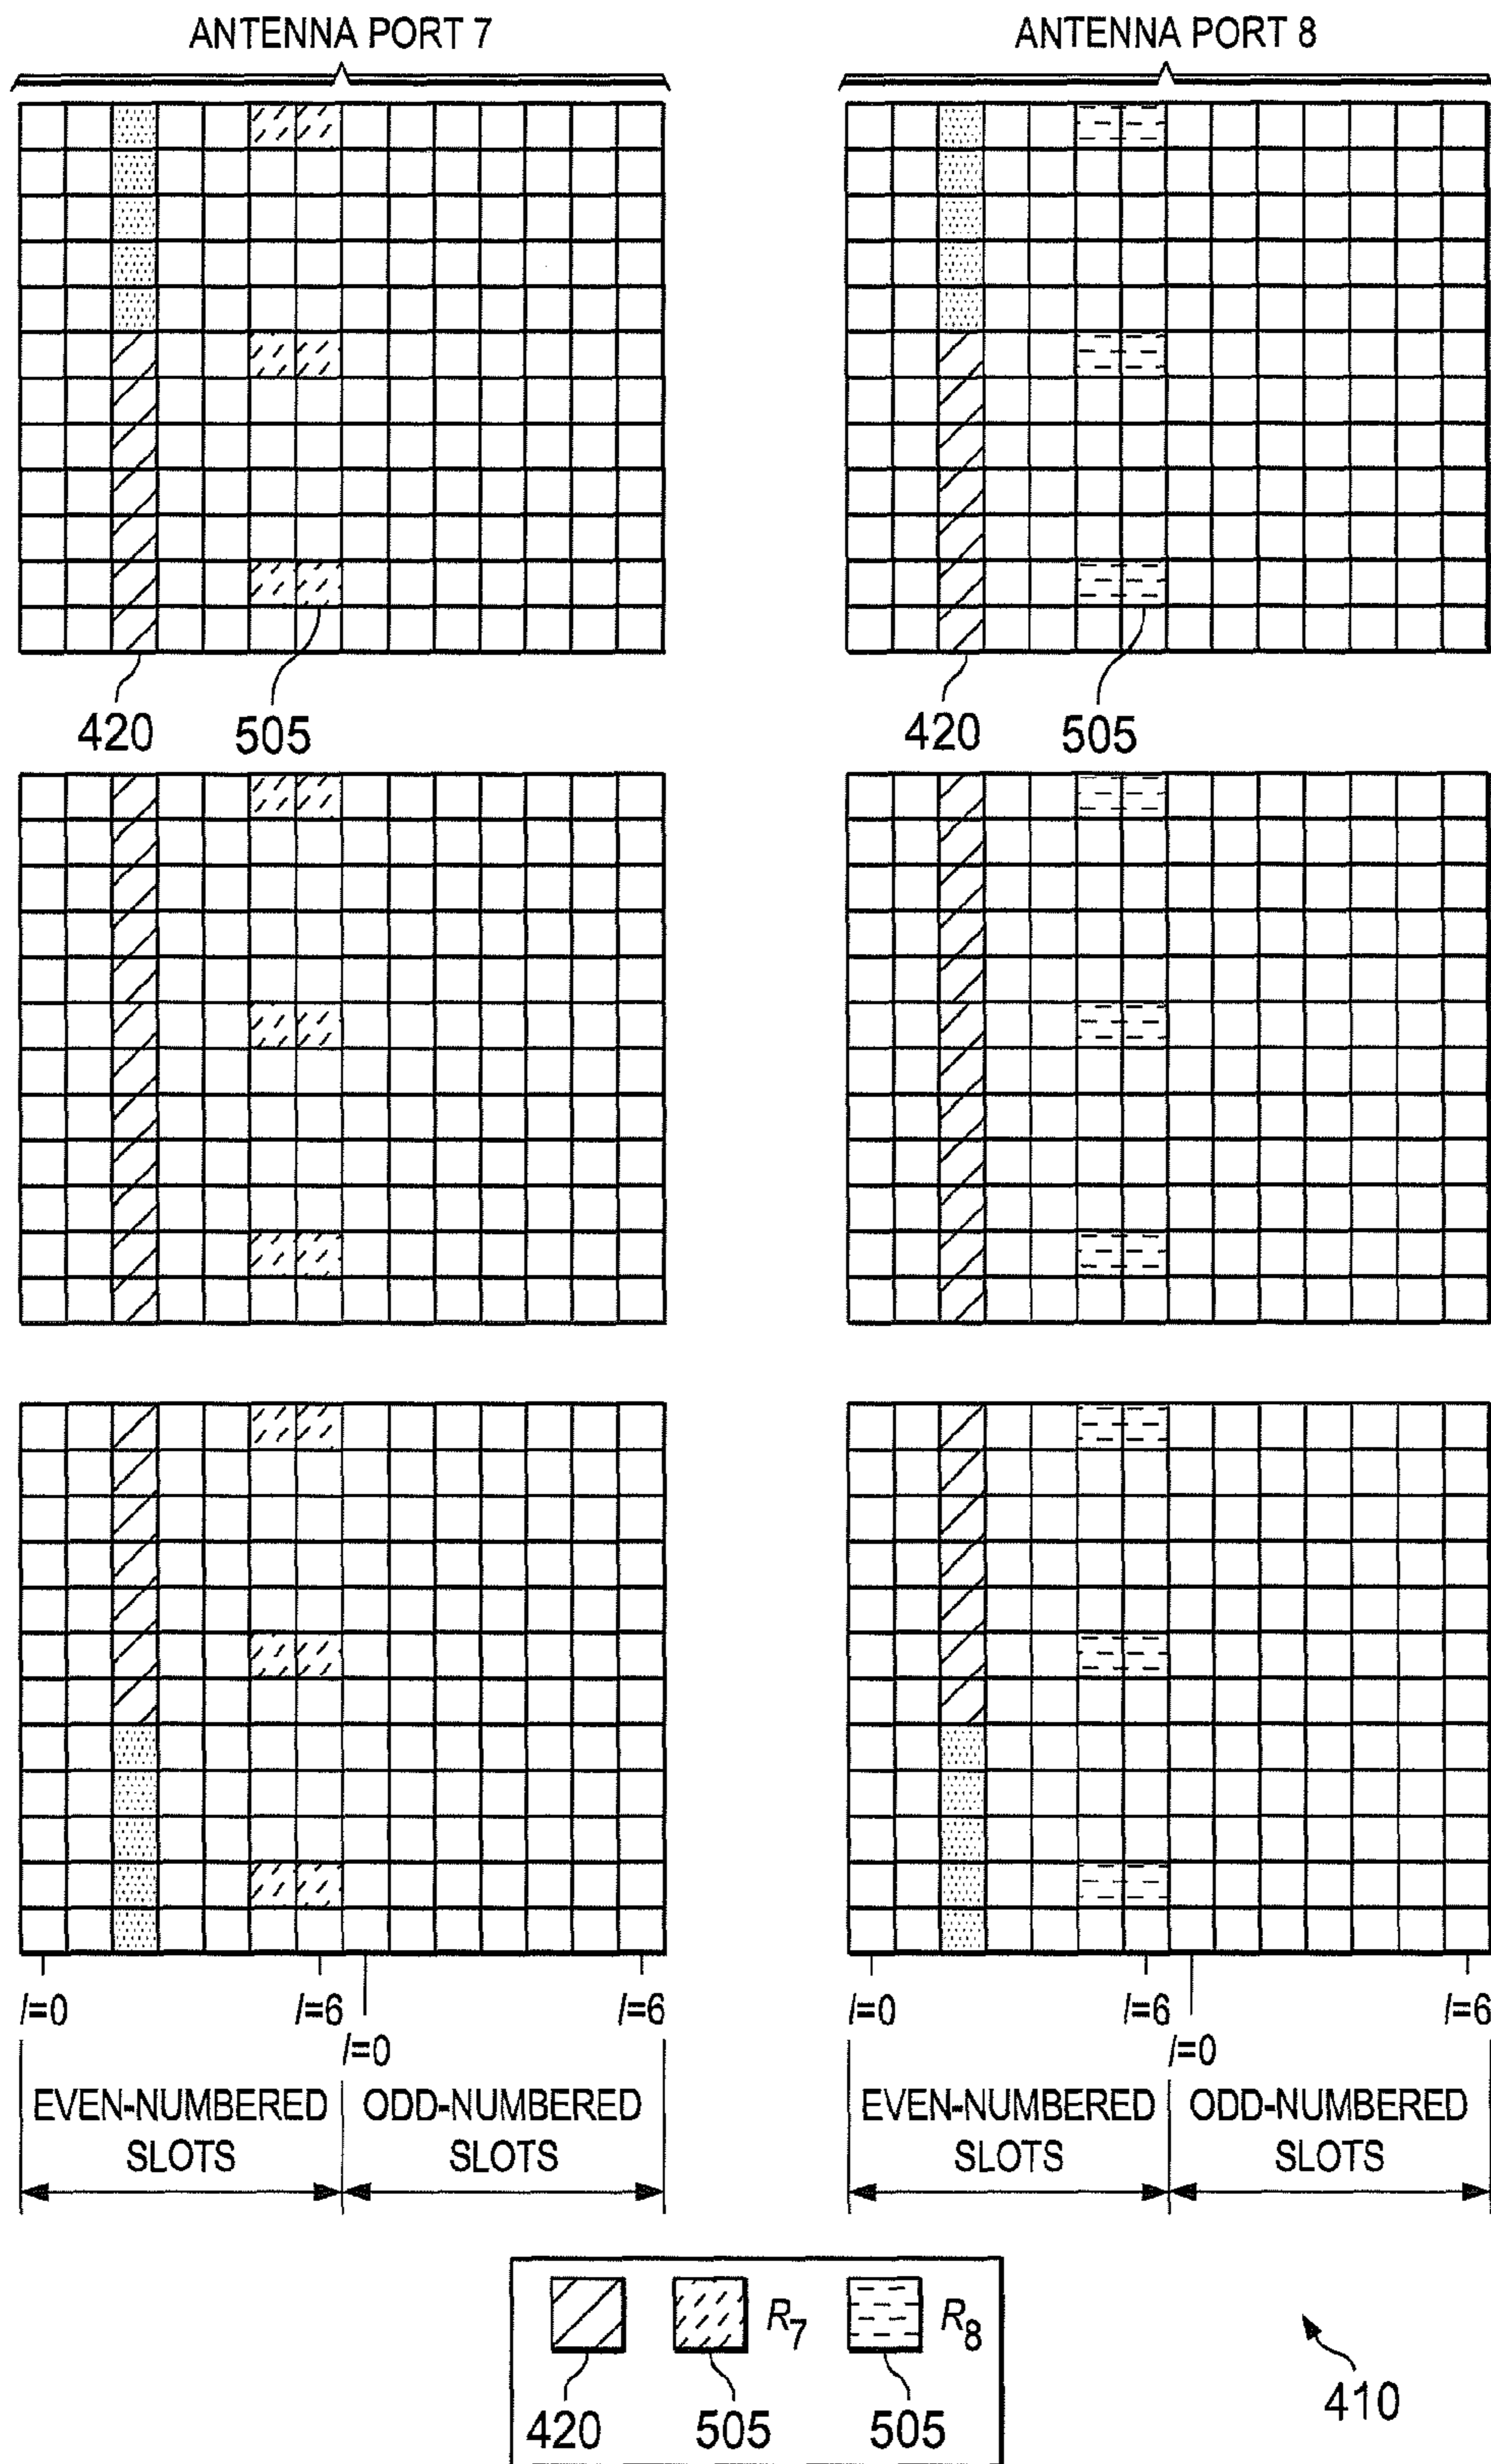 ANTENNA PORT 7
ANTENNA PORT 8
420
505
420
505
l=0
l=6
l=0
l=6
l=0
l=6
l=0
l=6
EVEN-NUMBERED
SLOTS
ODD-NUMBERED
SLOTS
EVEN-NUMBERED
SLOTS
ODD-NUMBERED
SLOTS
R7
R8
420
505
505
410